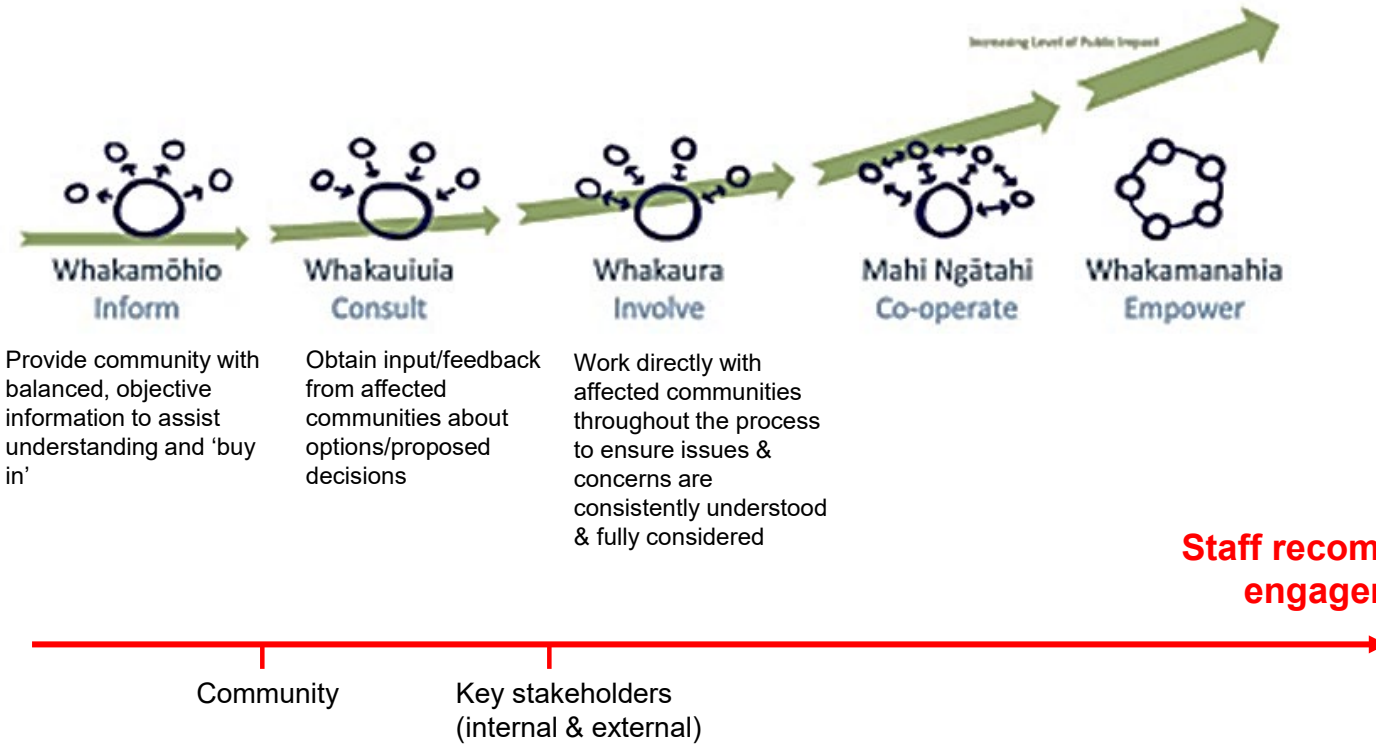 Increasing Level of Public Impact
Whakamōhio
Inform
Whakauiuia
Consult
Whakaura
Involve
Mahi Ngātahi
Co-operate
Whakamanahia
Empower
Provide community with
balanced, objective
information to assist
understanding and ‘buy
in’
Obtain input/feedback
from affected
communities about
options/proposed
decisions
Work directly with
affected communities
throughout the process
to ensure issues &
concerns are
consistently understood
& fully considered
Staff recom
engager
Community
Key stakeholders
(internal & external)